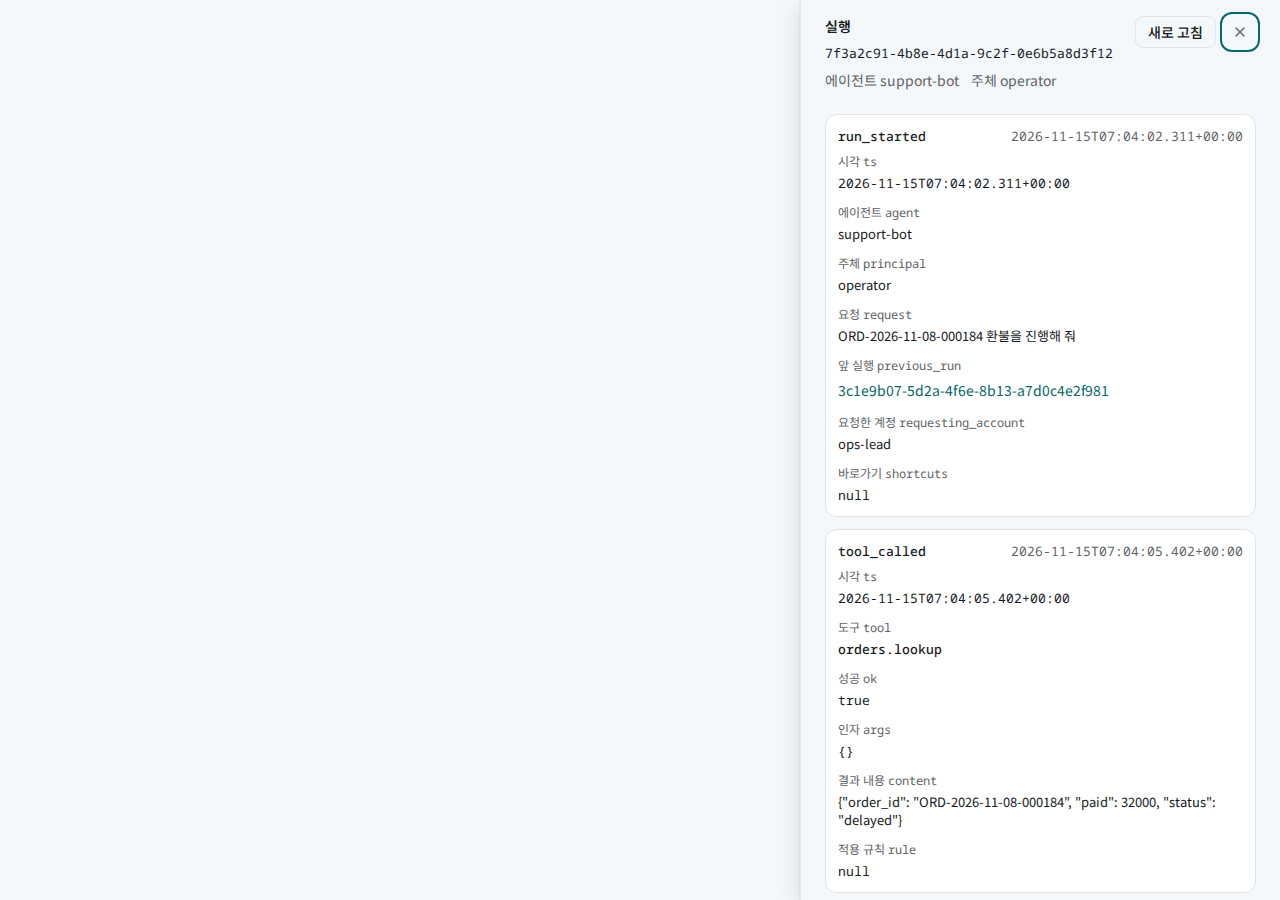 실행
새로 고침
7f3a2c91-4b8e-4d1a-9c2f-0e6b5a8d3f12
에이전트 support-bot 주체 operator
run_started 2026-11-15T07:04:02.311+00:00
시각 ts
2026-11-15T07:04:02.311+00:00
에이전트 agent
support-bot
주체 principal
operator
요청 request
ORD-2026-11-08-000184 환불을 진행해 줘
앞 실행 previous_run
3c1e9b07-5d2a-4f6e-8b13-a7d0c4e2f981
요청한 계정 requesting_account
ops-lead
바로가기 shortcuts
null
tool_called 2026-11-15T07:04:05.402+00:00
시각 ts
2026-11-15T07:04:05.402+00:00
도구 tool
orders.lookup
성공 ok
true
인자 args
{}
결과 내용 content
{"order_id": "ORD-2026-11-08-000184", "paid": 32000, "status":
"delayed"}
적용 규칙 rule
null